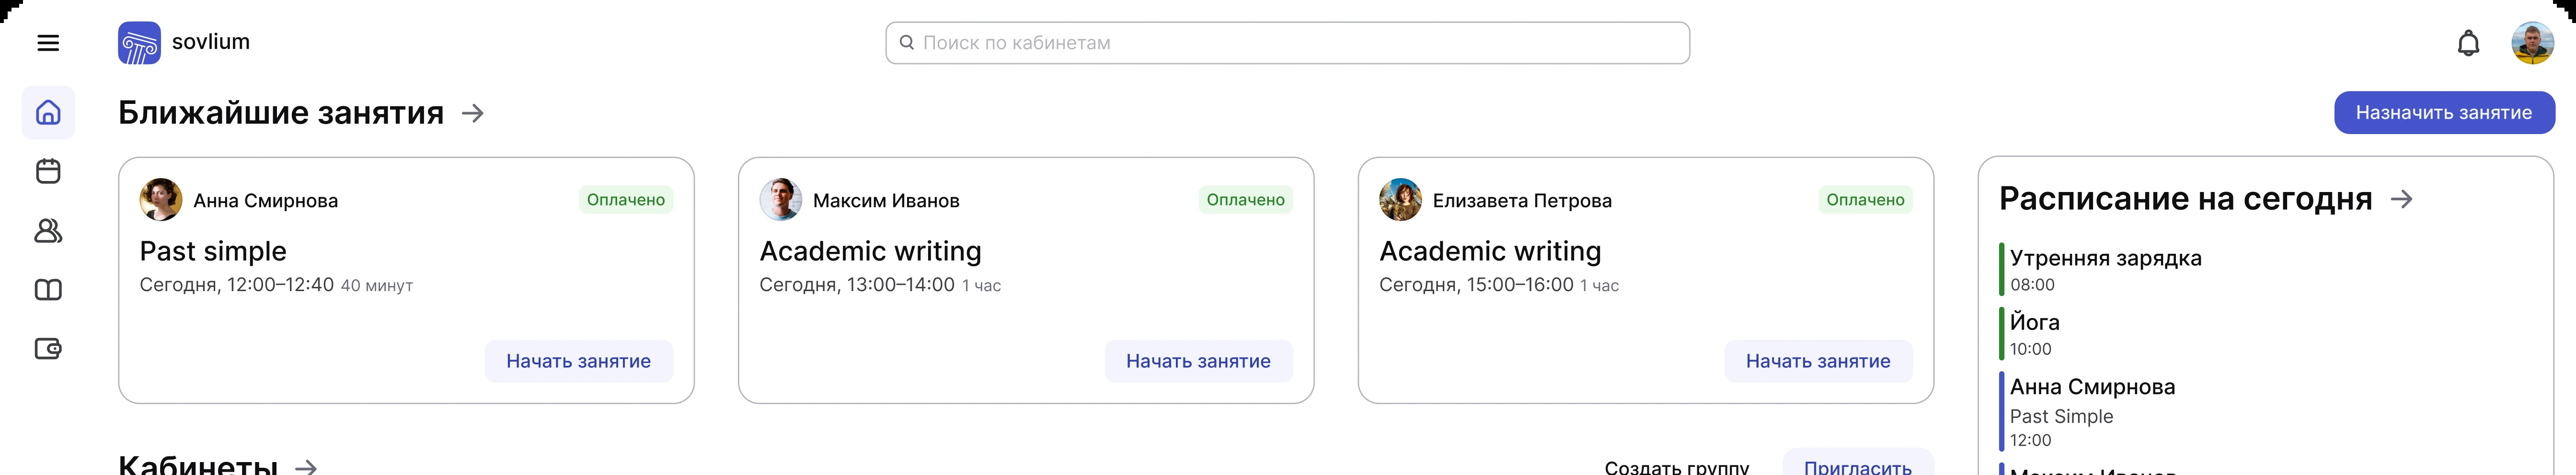 sovlium
Поиск по кабинетам
Ближайшие занятия
Назначить занятие
Анна Смирнова
Оплачено
Past simple
Сегодня, 12:00–12:40 40 минут
Начать занятие
Максим Иванов
Оплачено
Academic writing
Сегодня, 13:00–14:00 1 час
Начать занятие
Елизавета Петрова
Оплачено
Academic writing
Сегодня, 15:00–16:00 1 час
Начать занятие
Расписание на сегодня
Утренняя зарядка
08:00
Йога
10:00
Анна Смирнова
Past Simple
12:00
Максим Иванов
Кабинеты
Создать группу
Пригласить